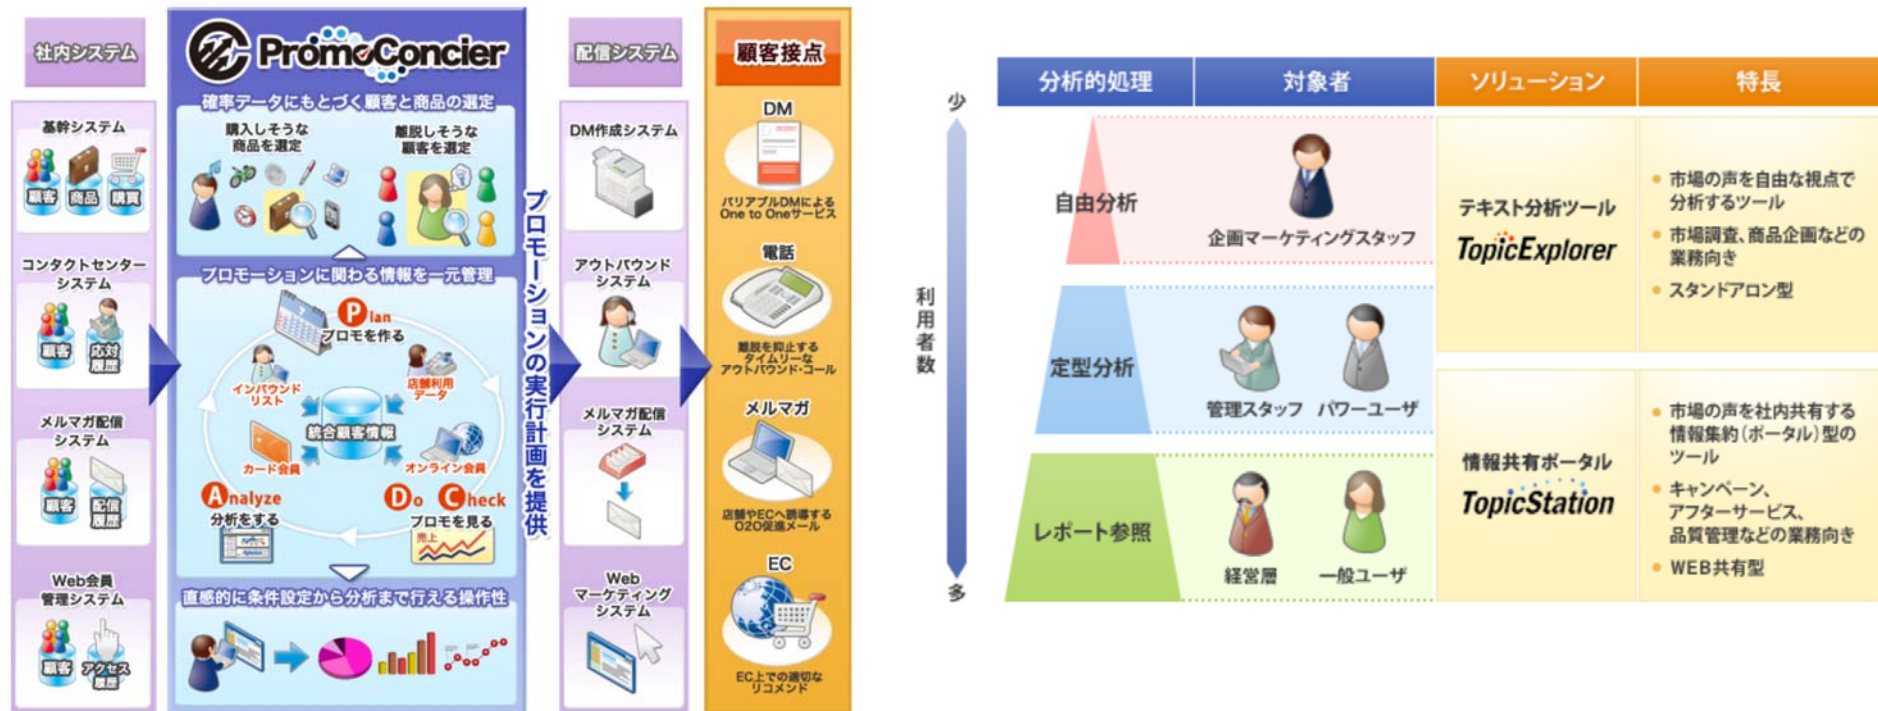 社内システム
基幹システム
顧客
商品
購買
コンタクトセンター
システム
顧客
応対
履歴
メルマガ配信
システム
顧客
配信
履歴
Web会員
管理システム
顧客
アクセス
履歴
PromoConcier
確率データにもとづく顧客と商品の選定
購入しそうな
商品を選定
離脱しそうな
顧客を選定
プロモーションに関わる情報を一元管理
Plan
プロモを作る
インバウンド
リスト
店舗利用
データ
統合顧客情報
カード会員
オンライン会員
Analyze
分析をする
Do Check
プロモを見る
売上
直感的に条件設定から分析まで行える操作性
プロモーションの実行計画を提供
配信システム
DM作成システム
アウトバウンド
システム
メルマガ配信
システム
Web
マーケティング
システム
顧客接点
DM
バリアブルDMによる
One to Oneサービス
電話
離脱を抑止する
タイムリーな
アウトバウンド・コール
メルマガ
店舗やECへ誘導する
O2O促進メール
EC
EC上での適切な
リコメンド
少
利用者数
多
分析的処理
対象者
ソリューション
特長
自由分析
企画マーケティングスタッフ
定型分析
管理スタッフ
パワーユーザ
レポート参照
経営層
一般ユーザ
テキスト分析ツール
TopicExplorer
• 市場の声を自由な視点で
分析するツール
• 市場調査、商品企画などの
業務向き
• スタンドアロン型
情報共有ポータル
TopicStation
• 市場の声を社内共有する
情報集約(ポータル)型の
ツール
• キャンペーン、
アフターサービス、
品質管理などの業務向き
• WEB共有型